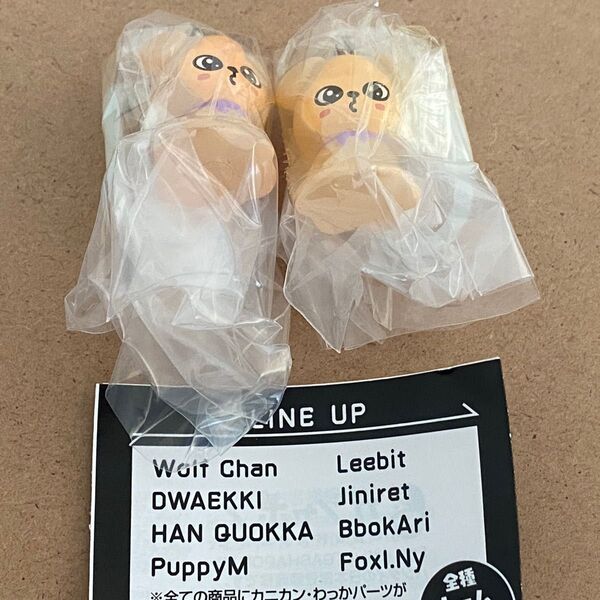 LINE UP
Wolf Chan
DWAEKKI
HAN QUOKKA
PuppyM
Leebit
Jiniret
BbokAri
FoxI.Ny
※全ての商品にカニカン・わっかパーツが
全種